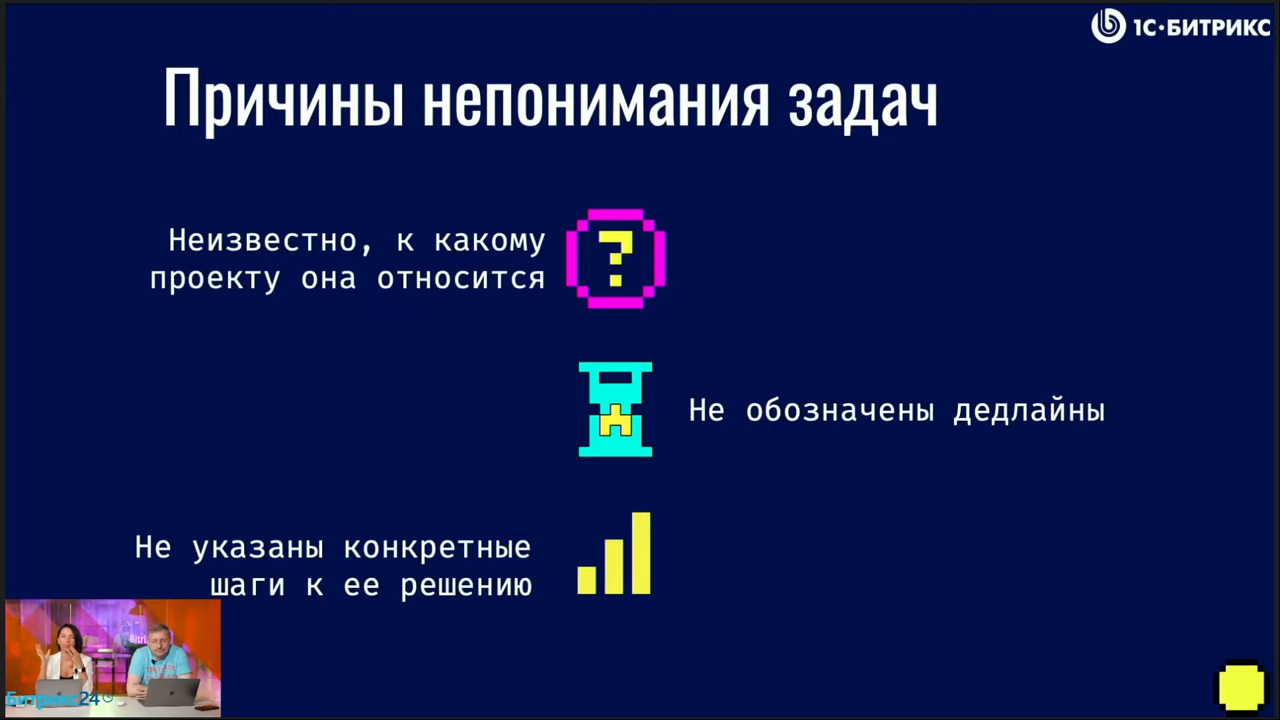 1С·БИТРИКС
Причины непонимания задач
Неизвестно, к какому
проекту она относится
Не обозначены дедлайны
Не указаны конкретные
шаги к ее решению
Битрикс24